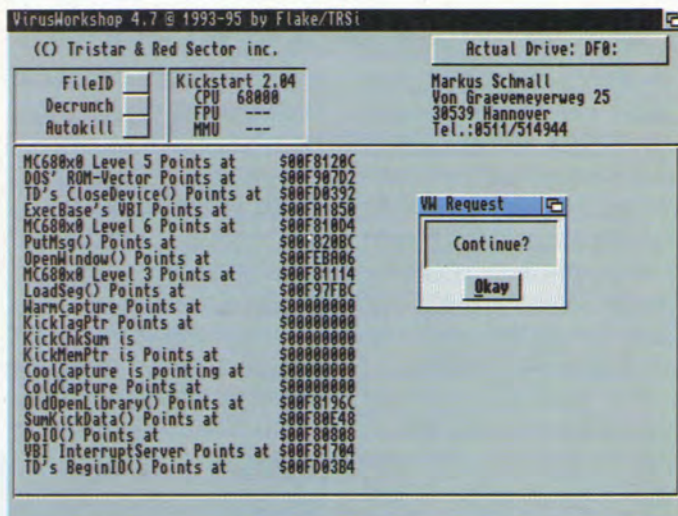 VirusWorkshop 4.7 © 1993-95 by Flake/TRSi
(C) Tristar & Red Sector inc.
Actual Drive: DF0:
FileID
Decrunch
Autokill
Kickstart 2.04
CPU 68000
FPU ---
MMU ---
Markus Schmall
Von Graevemeyerweg 25
30539 Hannover
Tel.:0511/514944
MC680x0 Level 5 Points at $00F8120C
DOS' ROM-Vector Points at $00F907D2
TD's CloseDevice() Points at $00FD0392
ExecBase's VBI Points at $00FA1850
MC680x0 Level 6 Points at $00F810D4
PutMsg() Points at $00F820BC
OpenWindow() Points at $00FEBA06
MC680x0 Level 3 Points at $00F81114
LoadSeg() Points at $00F97FBC
WarmCapture Points at $00000000
KickTagPtr Points at $00000000
KickChkSum is $00000000
KickMemPtr is Points at $00000000
CoolCapture is pointing at $00000000
ColdCapture Points at $00000000
OldOpenLibrary() Points at $00F8196C
SumKickData() Points at $00F80E48
DoIO() Points at $00F80808
VBI InterruptServer Points at $00F81704
TD's BeginIO() Points at $00FD03B4
VW Request
Continue?
Okay